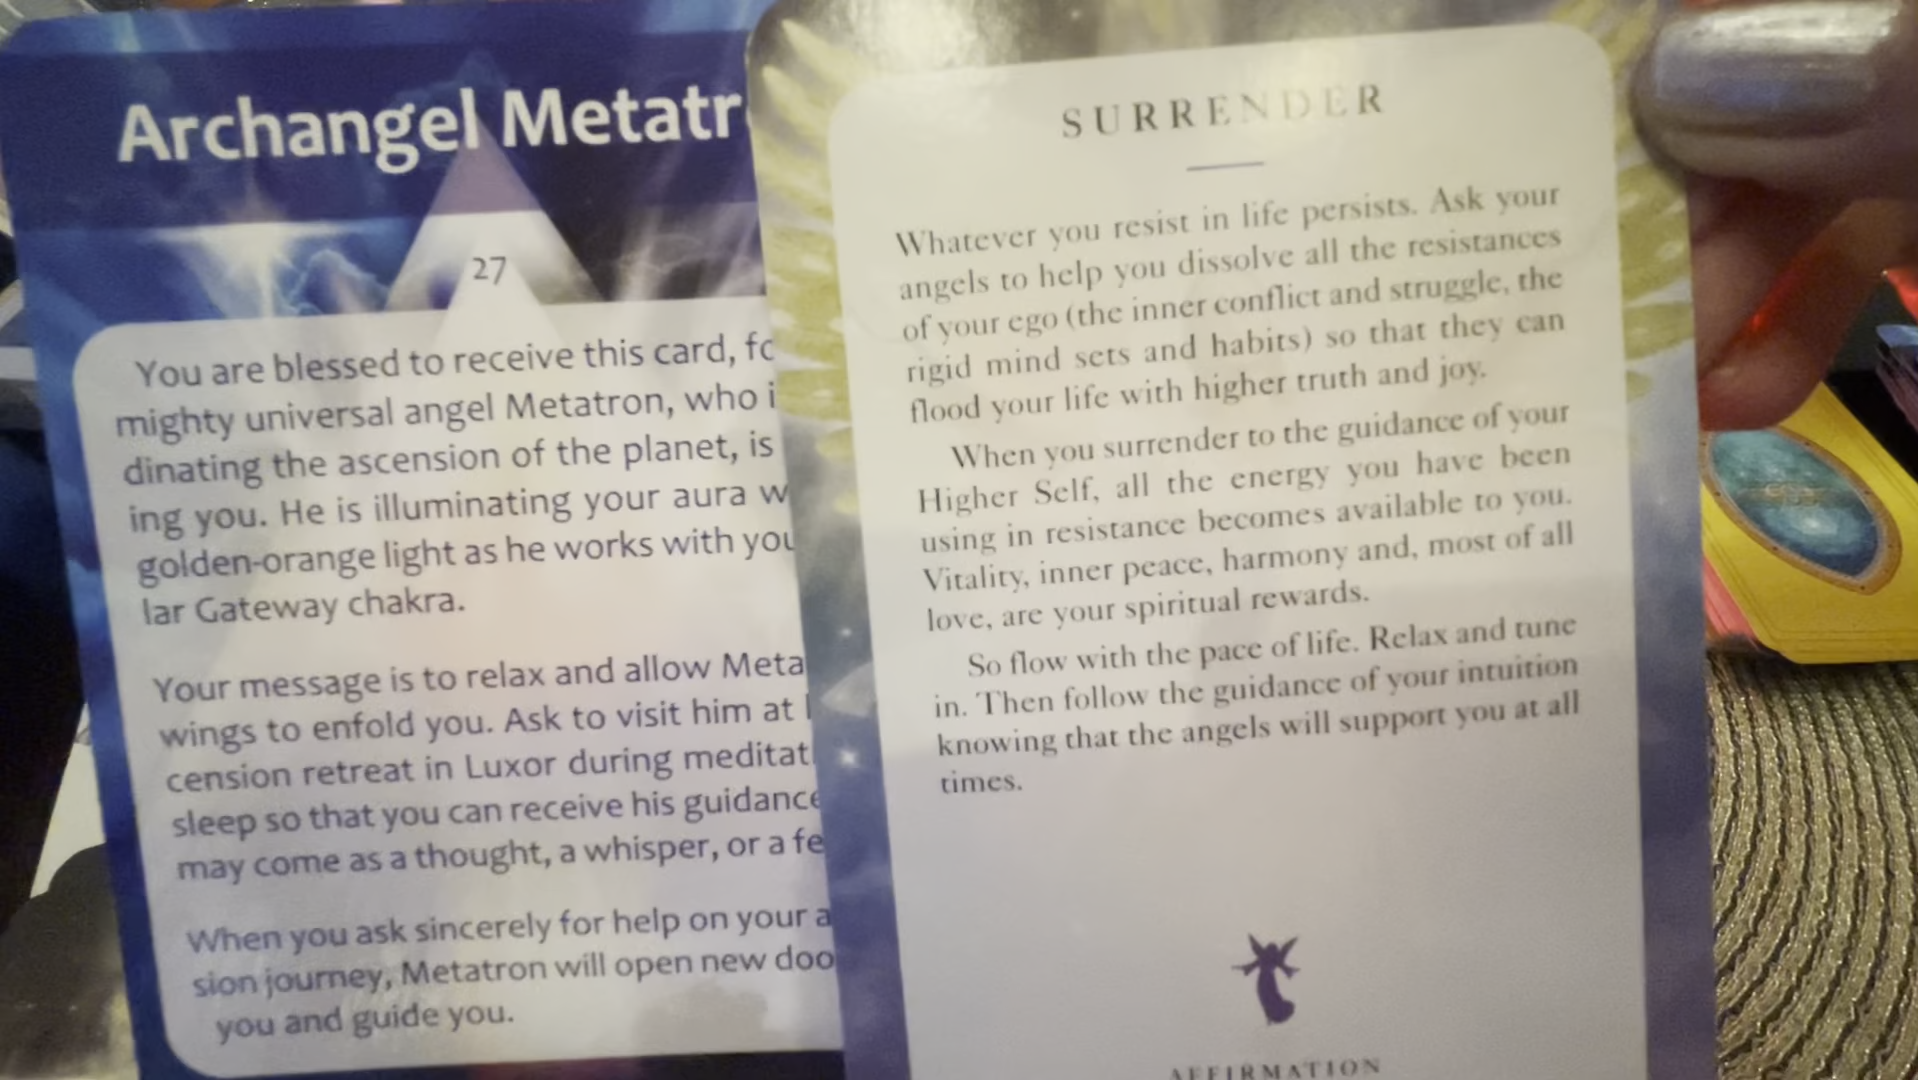 Archangel Metatr
27
You are blessed to receive this card, fo
mighty universal angel Metatron, who i
dinating the ascension of the planet, is
ing you. He is illuminating your aura w
golden-orange light as he works with you
lar Gateway chakra.
Your message is to relax and allow Meta
wings to enfold you. Ask to visit him at
cension retreat in Luxor during meditat
sleep so that you can receive his guidance
may come as a thought, a whisper, or a fe
When you ask sincerely for help on your a
sion journey, Metatron will open new doo
you and guide you.
SURRENDER
Whatever you resist in life persists. Ask your
angels to help you dissolve all the resistances
of your ego (the inner conflict and struggle, the
rigid mind sets and habits) so that they can
flood your life with higher truth and joy.
When you surrender to the guidance of your
Higher Self, all the energy you have been
using in resistance becomes available to you.
Vitality, inner peace, harmony and, most of all
love, are your spiritual rewards.
So flow with the pace of life. Relax and tune
in. Then follow the guidance of your intuition
knowing that the angels will support you at all
times.
AFFIRMATION